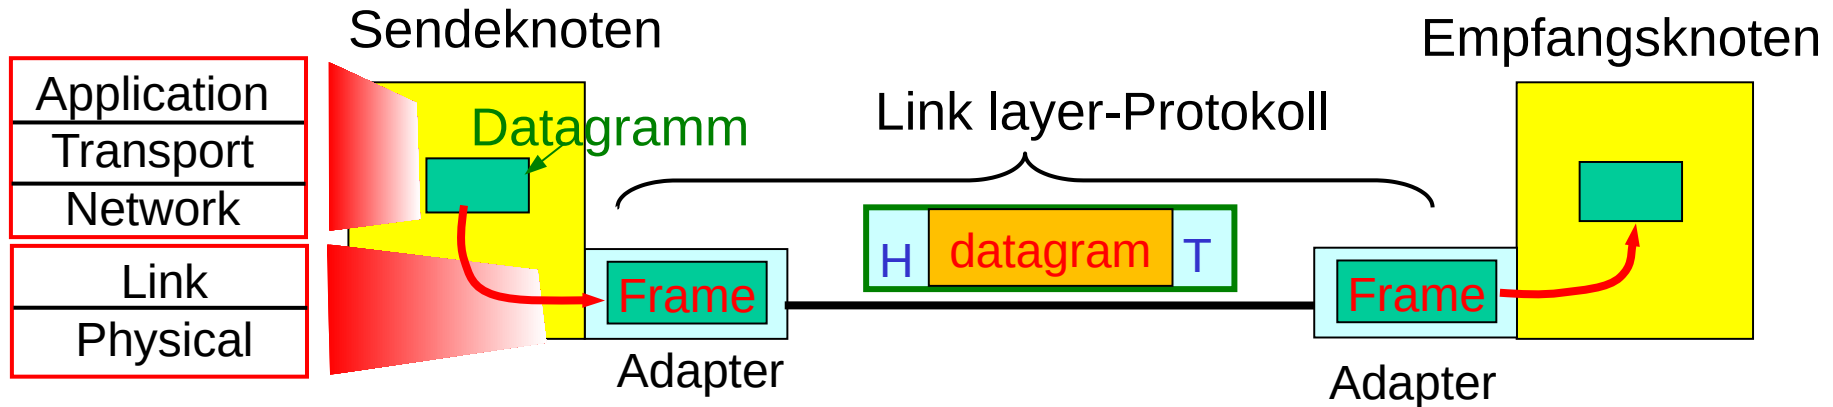 Sendeknoten
Empfangsknoten
Application
Transport
Network
Link
Physical
Datagramm
Link layer-Protokoll
H
datagram
T
Frame
Frame
Adapter
Adapter